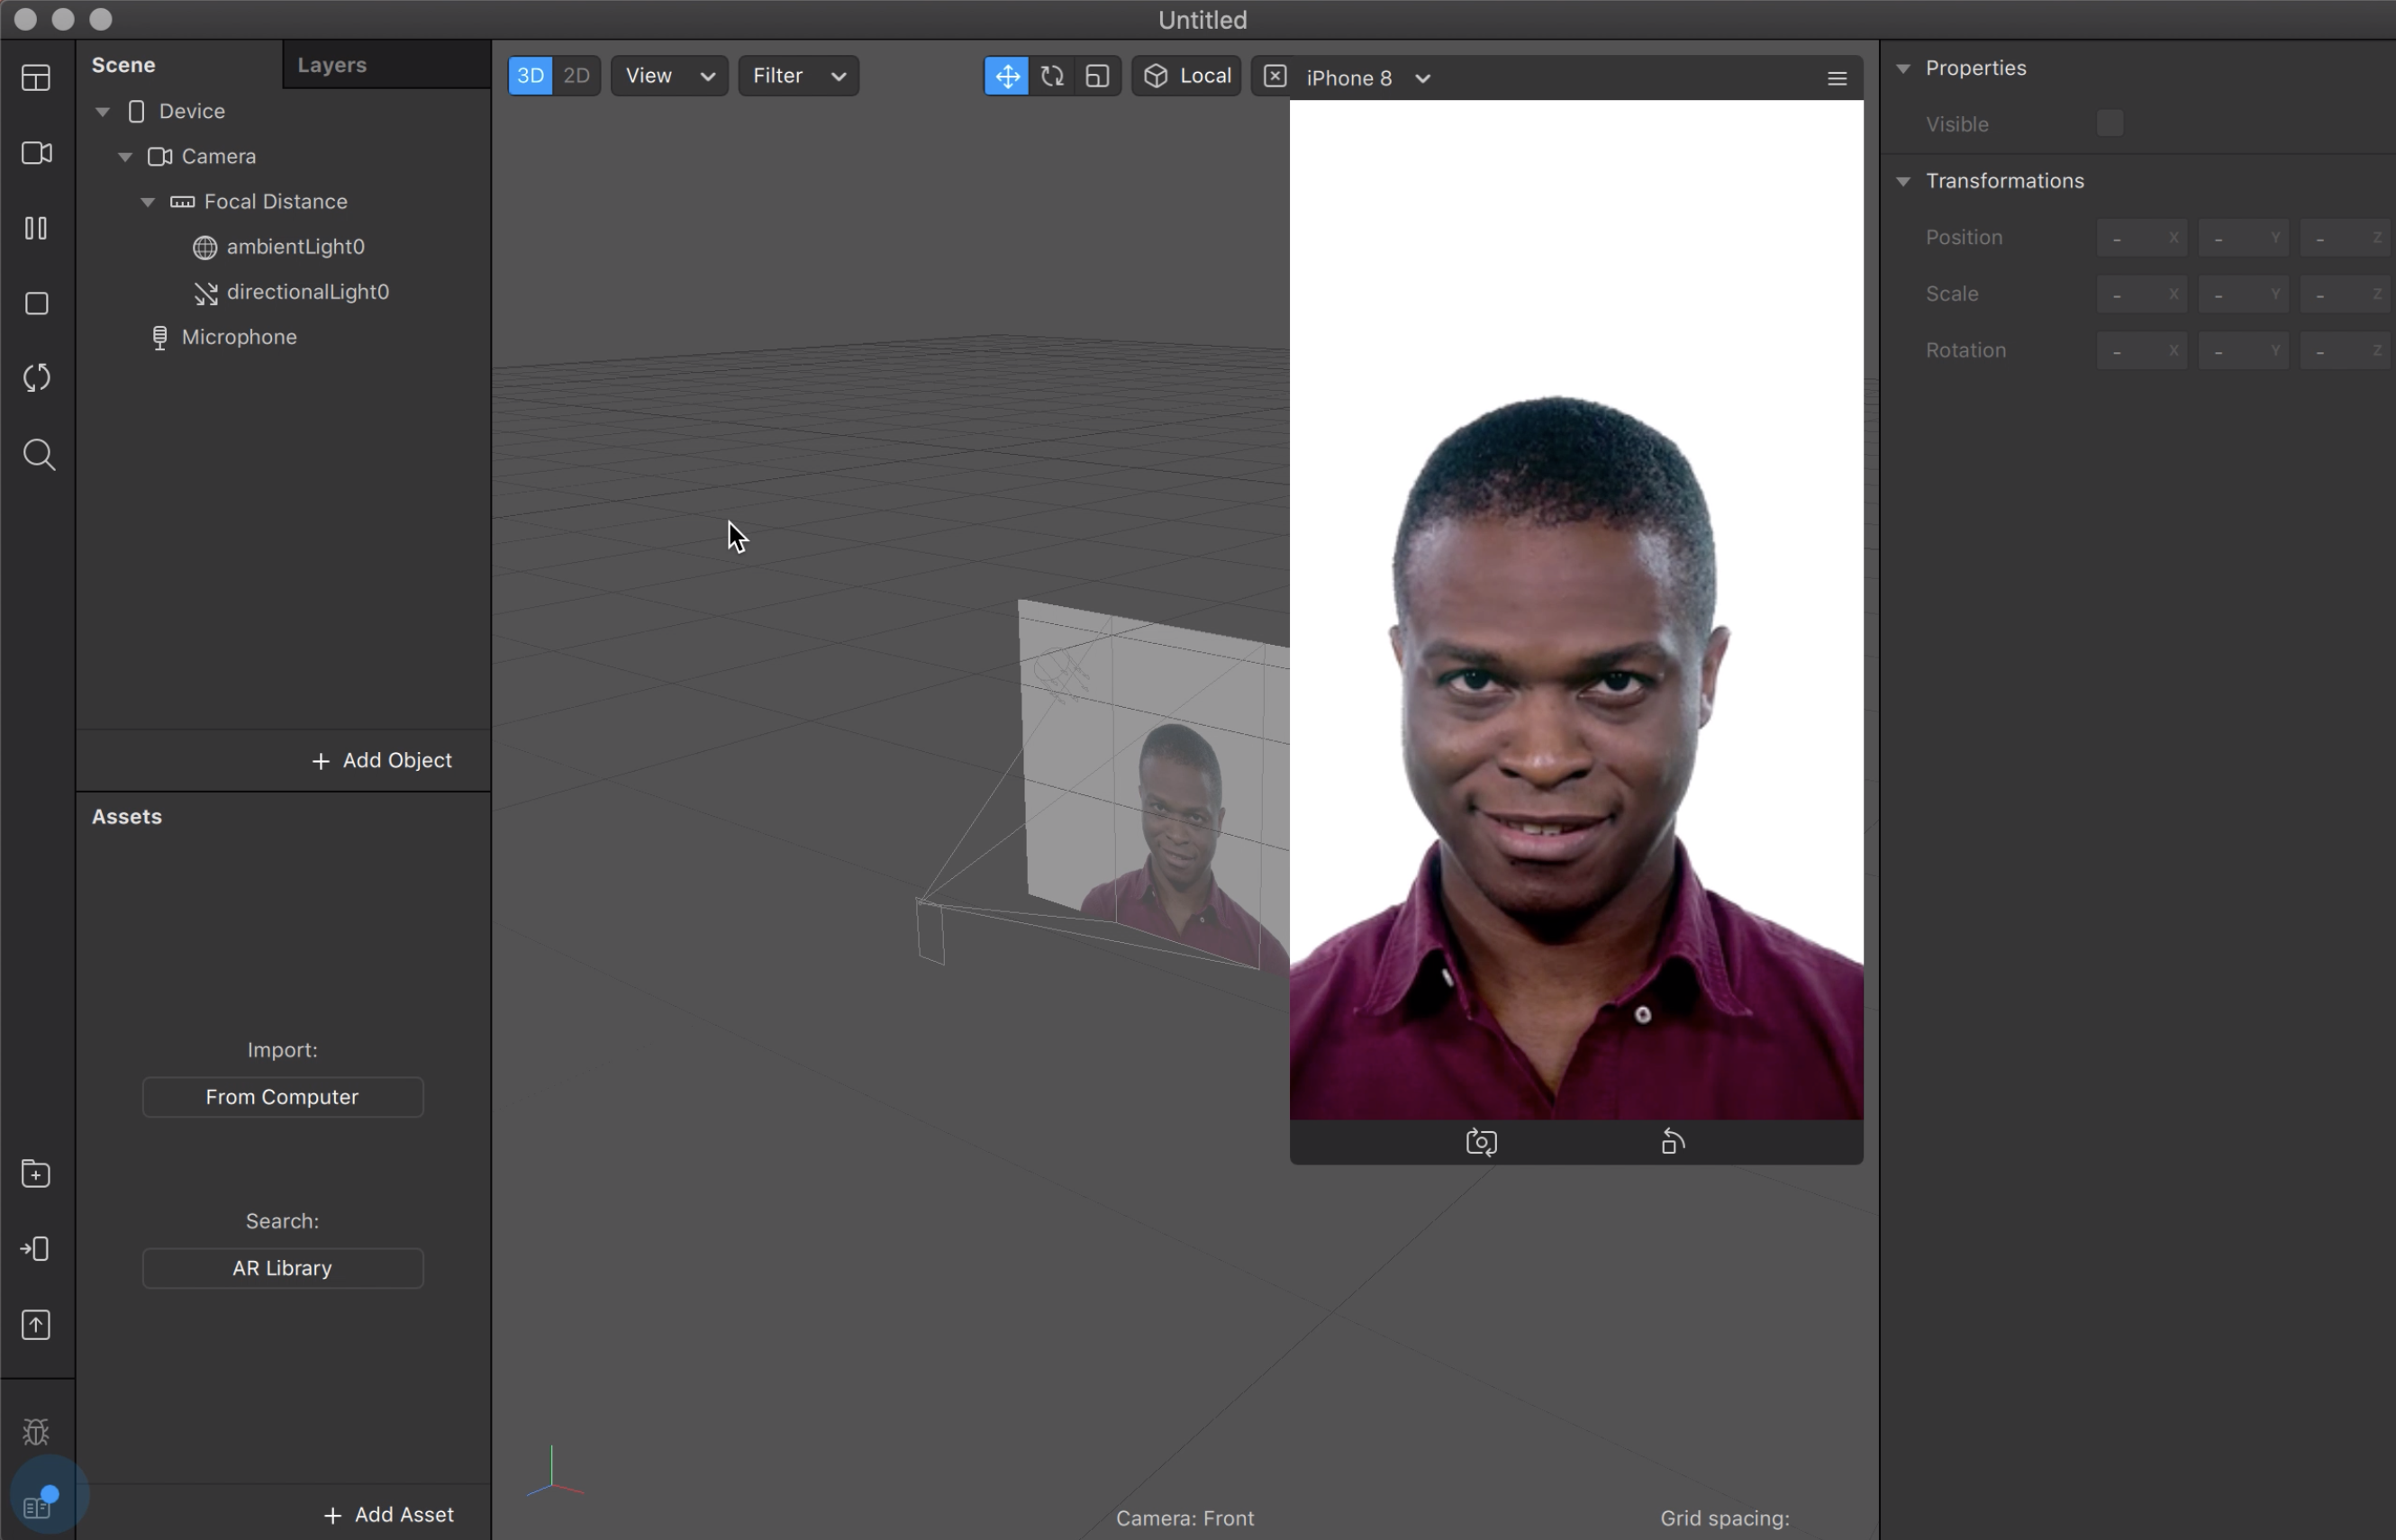 Untitled
Scene
Layers
Device
Camera
Focal Distance
ambientLight0
directionalLight0
Microphone
+ Add Object
Assets
Import:
From Computer
Search:
AR Library
+ Add Asset
3D 2D View Filter Local
iPhone 8
Camera: Front
Grid spacing:
Properties
Visible
Transformations
Position - X - Y - Z
Scale - X - Y - Z
Rotation - X - Y - Z